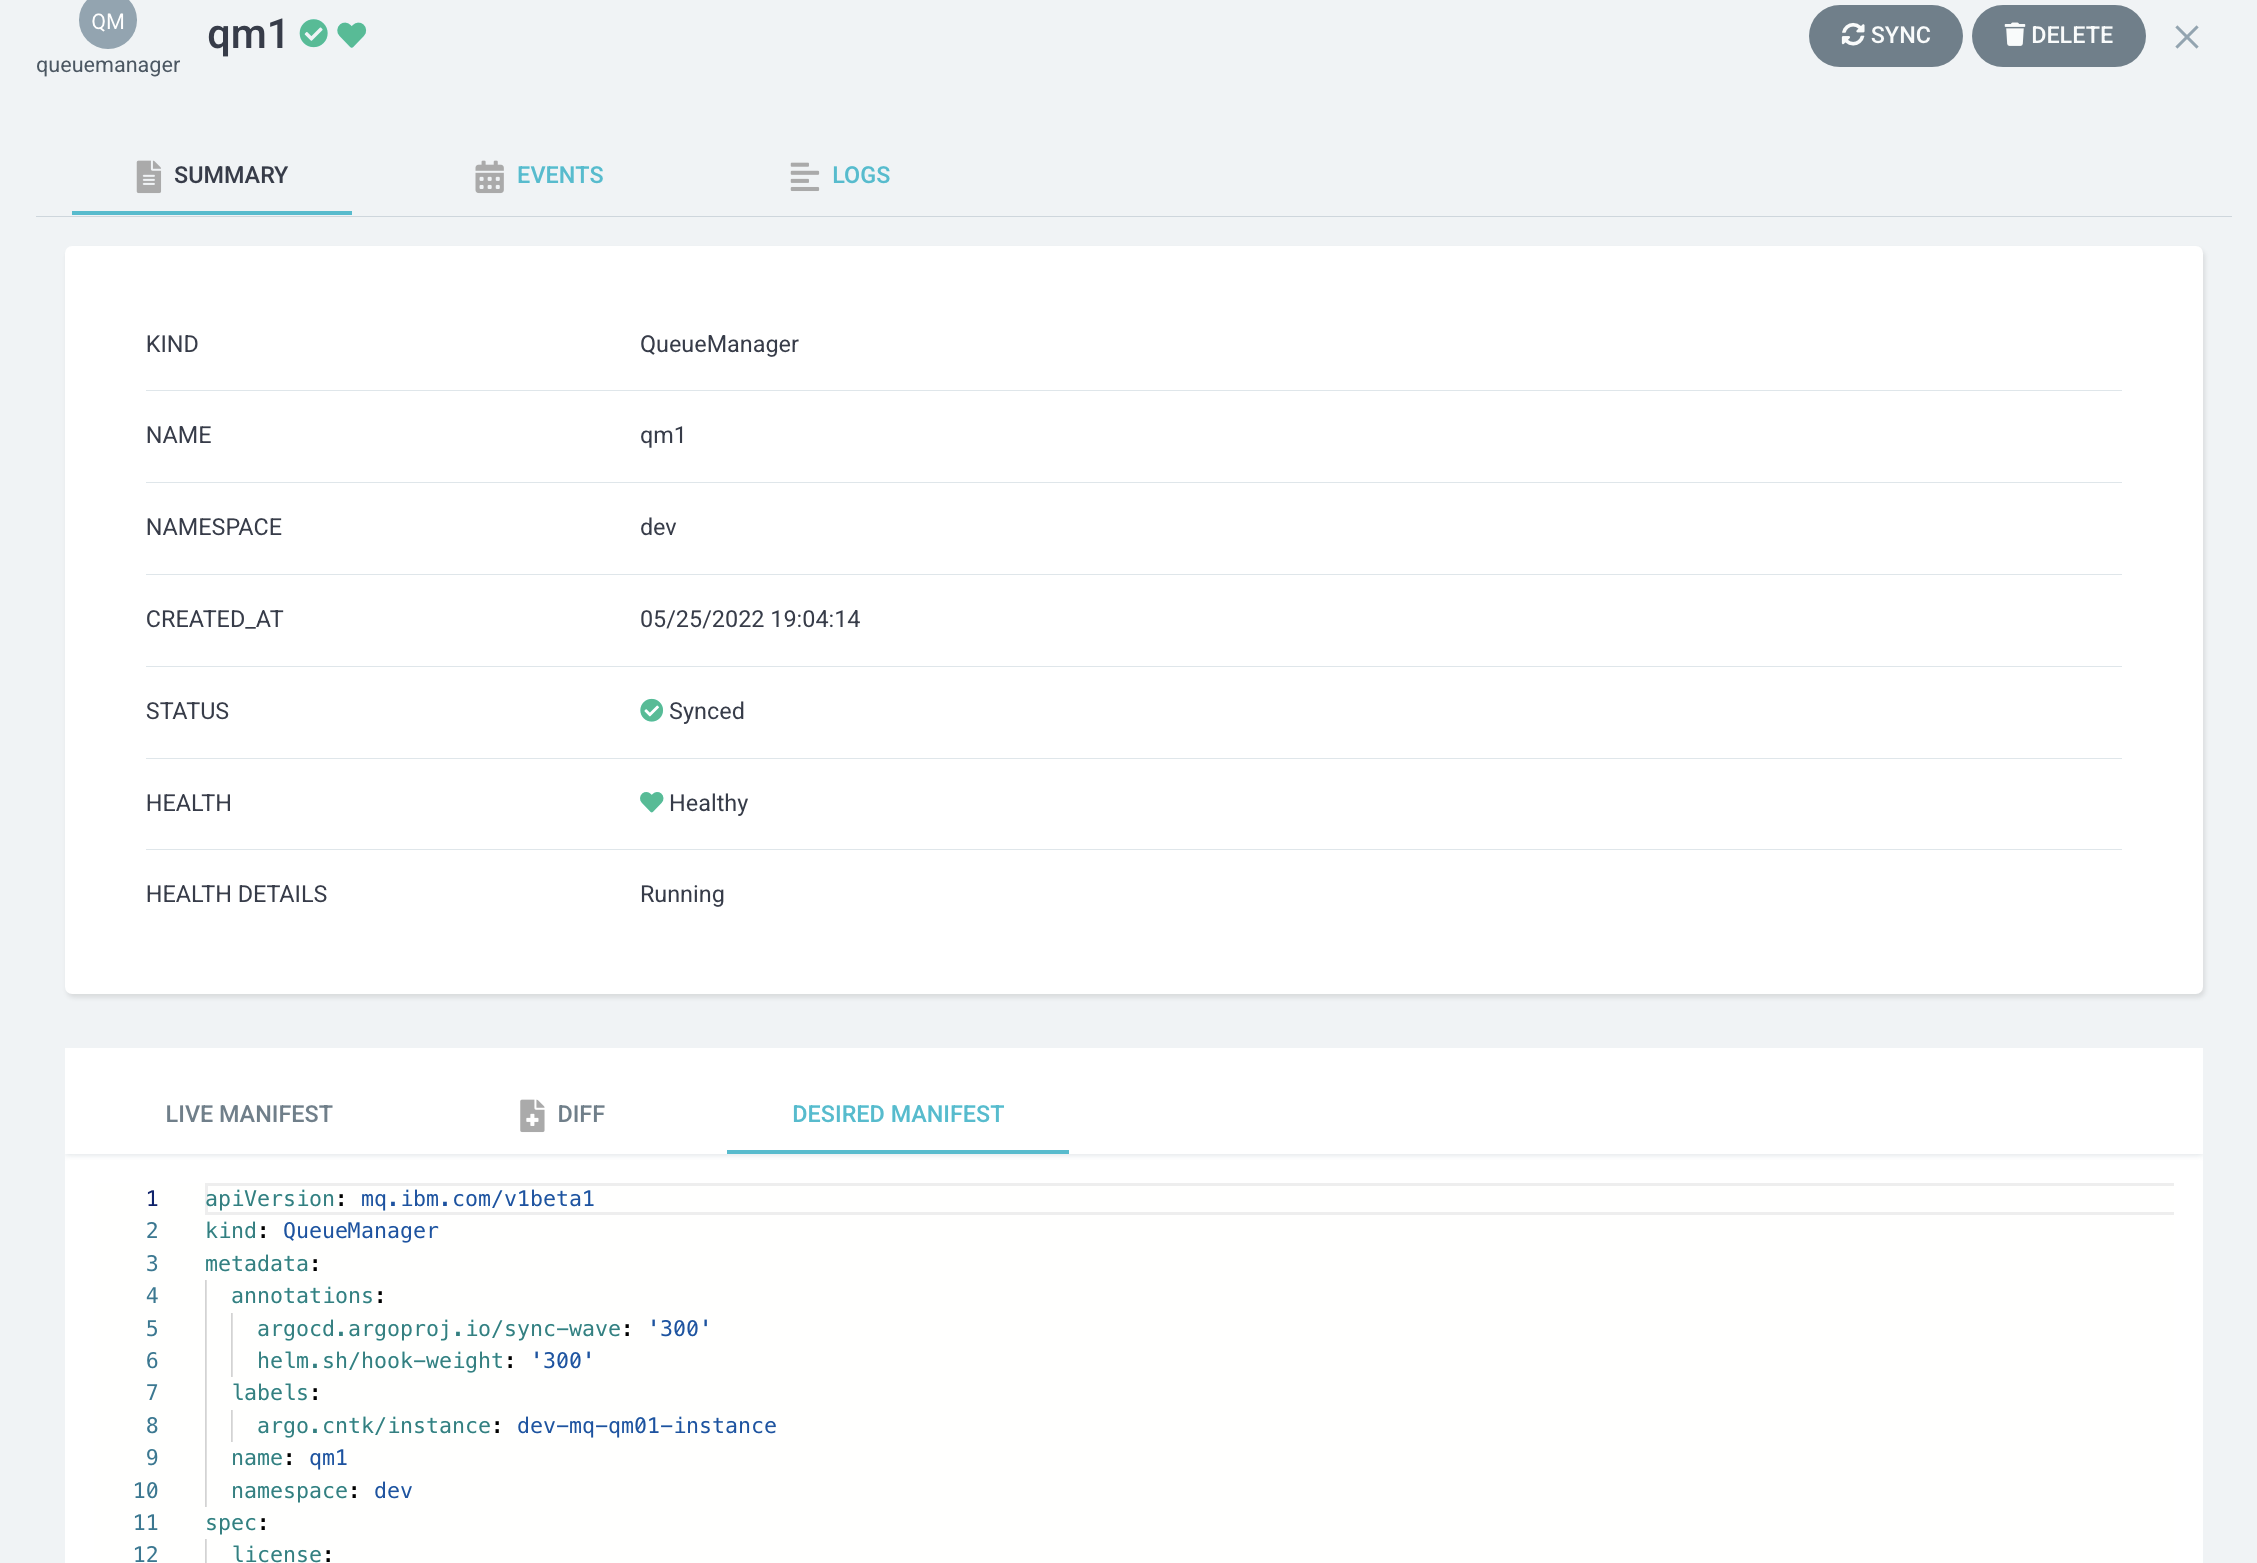 QM
queuemanager
qm1
SYNC
DELETE
SUMMARY
EVENTS
LOGS
KIND QueueManager
NAME qm1
NAMESPACE dev
CREATED_AT 05/25/2022 19:04:14
STATUS Synced
HEALTH Healthy
HEALTH DETAILS Running
LIVE MANIFEST
DIFF
DESIRED MANIFEST
1 apiVersion: mq.ibm.com/v1beta1
2 kind: QueueManager
3 metadata:
4 annotations:
5 argocd.argoproj.io/sync-wave: '300'
6 helm.sh/hook-weight: '300'
7 labels:
8 argo.cntk/instance: dev-mq-qm01-instance
9 name: qm1
10 namespace: dev
11 spec:
12 license: